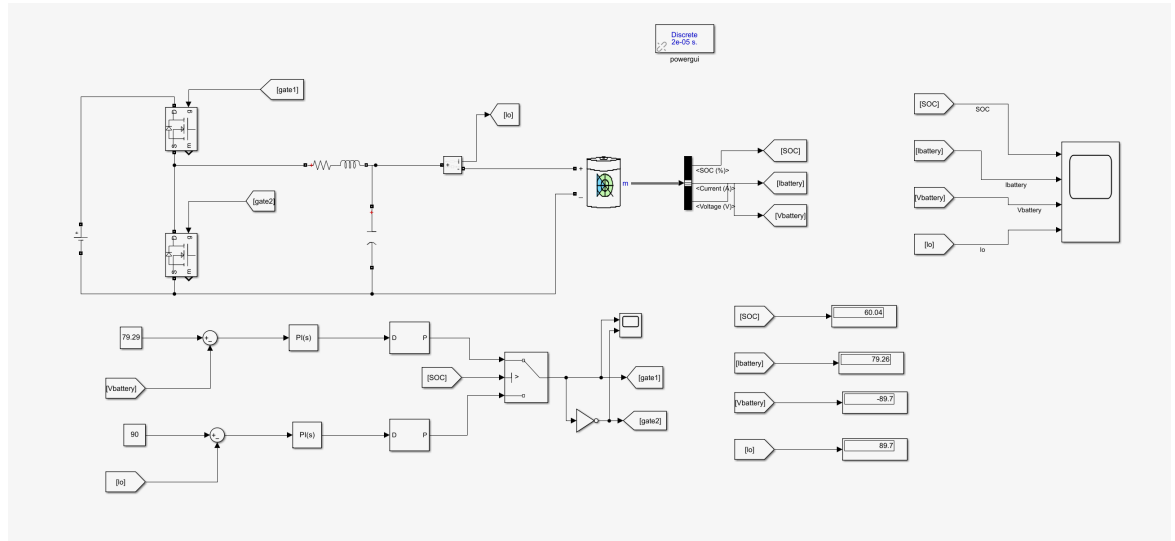 Discrete
2e-05 s.
powergui
[gate1]
g
D
S
m
[Io]
[SOC]
SOC
[Ibattery]
Ibattery
[Vbattery]
Vbattery
[Io]
Io
+
i
-
+
m
-
<SOC (%)>
<Current (A)>
<Voltage (V)>
[SOC]
[Ibattery]
[Vbattery]
[gate2]
g
D
S
m
+
+
+
79.29
+
-
PI(s)
D
P
[Vbattery]
[SOC]
>
[gate1]
[gate2]
90
+
-
PI(s)
D
P
[Io]
[SOC]
60.04
[Ibattery]
79.26
[Vbattery]
-89.7
[Io]
89.7